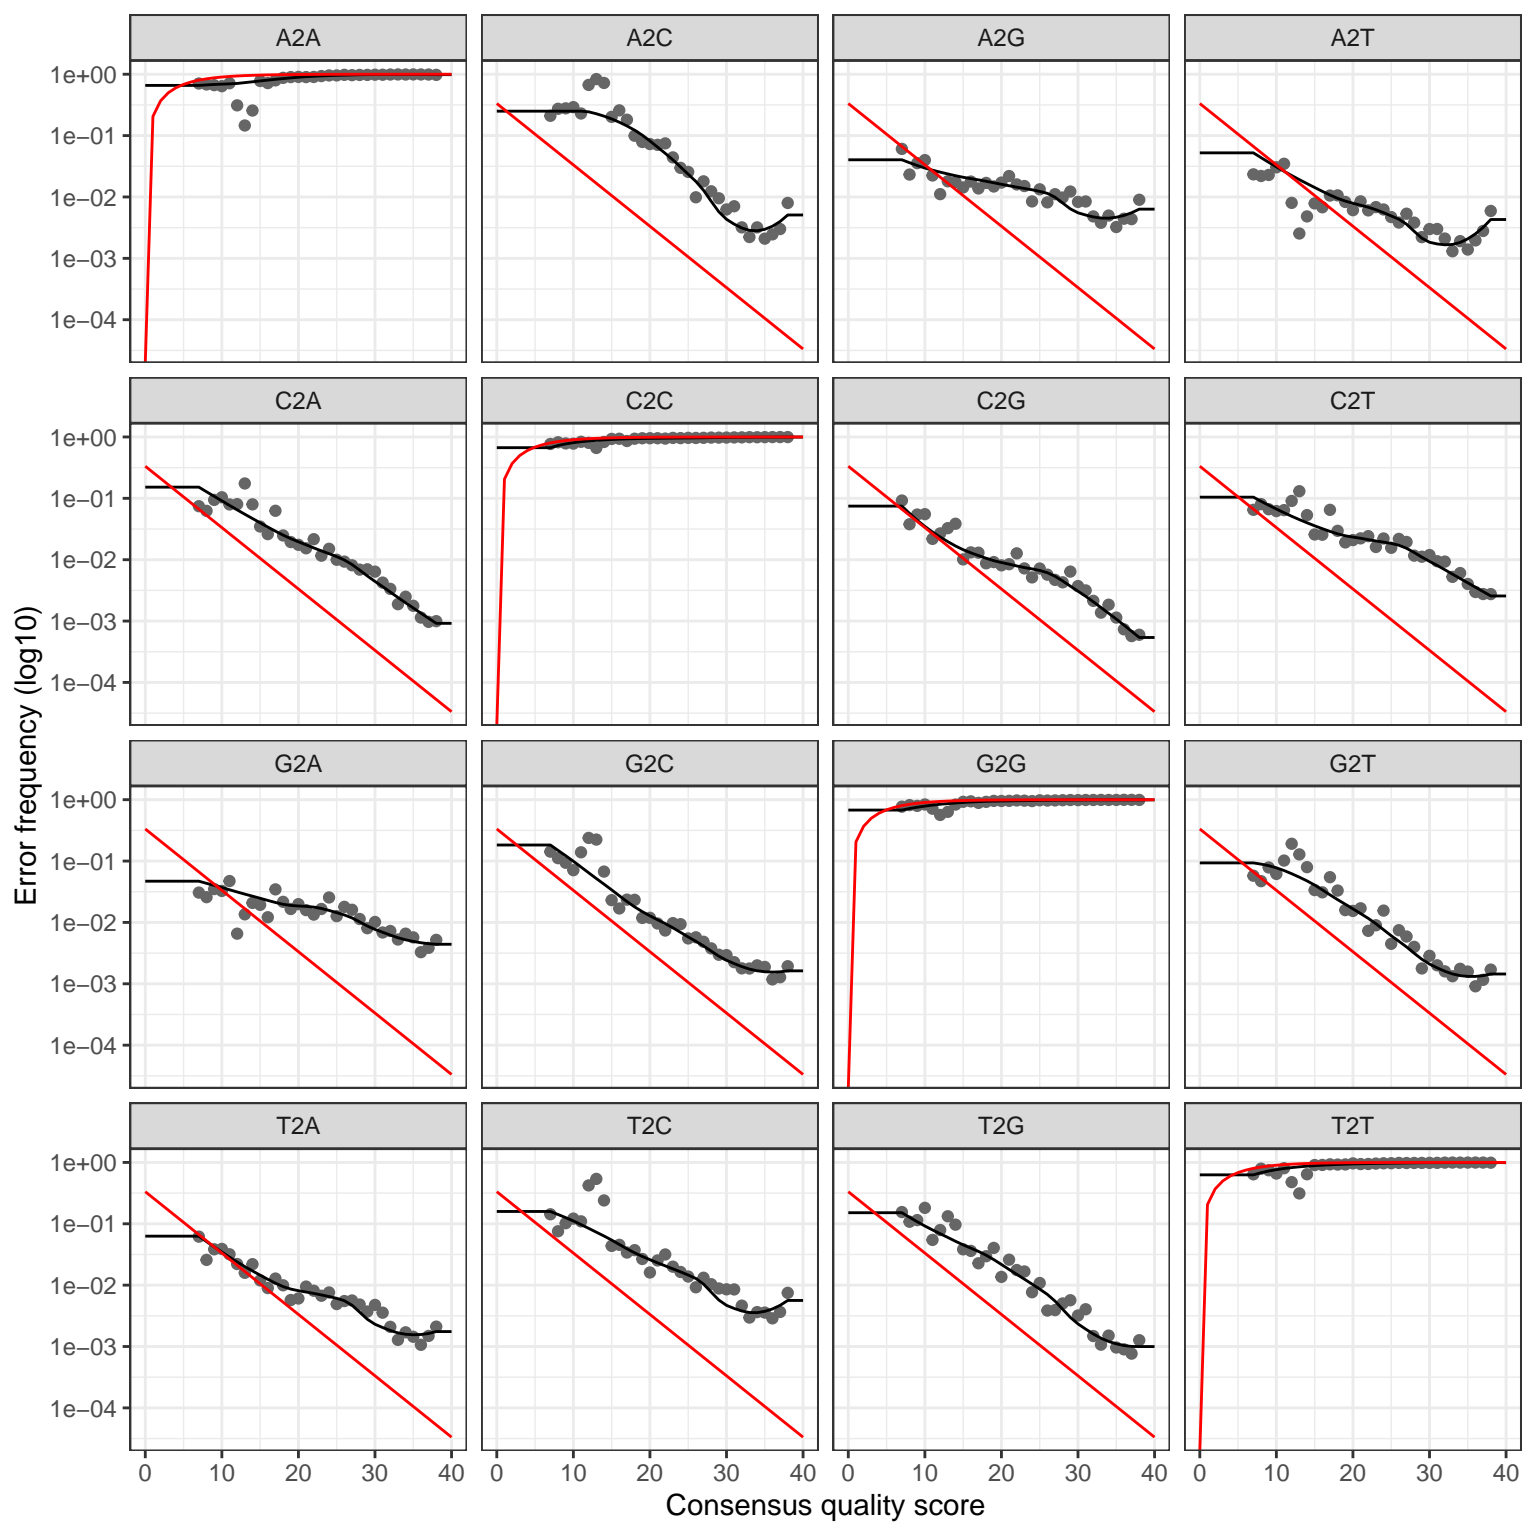 A2A A2C A2G A2T
1e+00
1e−01
1e−02
1e−03
1e−04
C2A C2C C2G C2T
1e+00
1e−01
1e−02
1e−03
1e−04
G2A G2C G2G G2T
1e+00
1e−01
1e−02
1e−03
1e−04
T2A T2C T2G T2T
1e+00
1e−01
1e−02
1e−03
1e−04
Error frequency (log10)
0 10 20 30 40 0 10 20 30 40 0 10 20 30 40 0 10 20 30 40
Consensus quality score